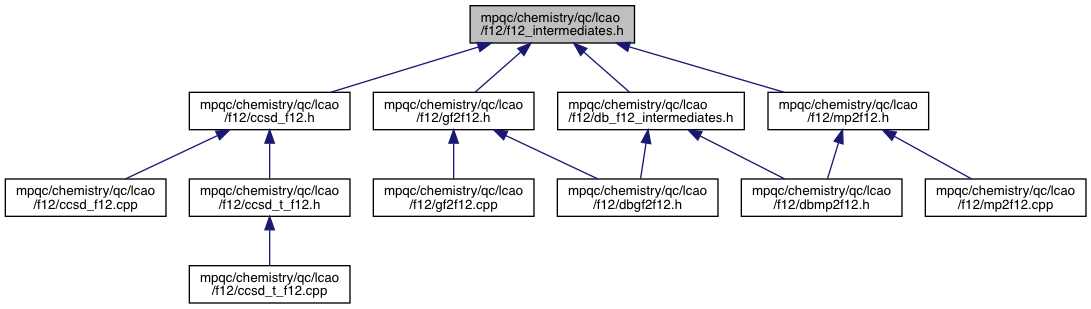 mpqc/chemistry/qc/lcao
/f12/f12_intermediates.h
mpqc/chemistry/qc/lcao
/f12/ccsd_f12.h
mpqc/chemistry/qc/lcao
/f12/gf2f12.h
mpqc/chemistry/qc/lcao
/f12/db_f12_intermediates.h
mpqc/chemistry/qc/lcao
/f12/mp2f12.h
mpqc/chemistry/qc/lcao
/f12/ccsd_f12.cpp
mpqc/chemistry/qc/lcao
/f12/ccsd_t_f12.h
mpqc/chemistry/qc/lcao
/f12/gf2f12.cpp
mpqc/chemistry/qc/lcao
/f12/dbgf2f12.h
mpqc/chemistry/qc/lcao
/f12/dbmp2f12.h
mpqc/chemistry/qc/lcao
/f12/mp2f12.cpp
mpqc/chemistry/qc/lcao
/f12/ccsd_t_f12.cpp